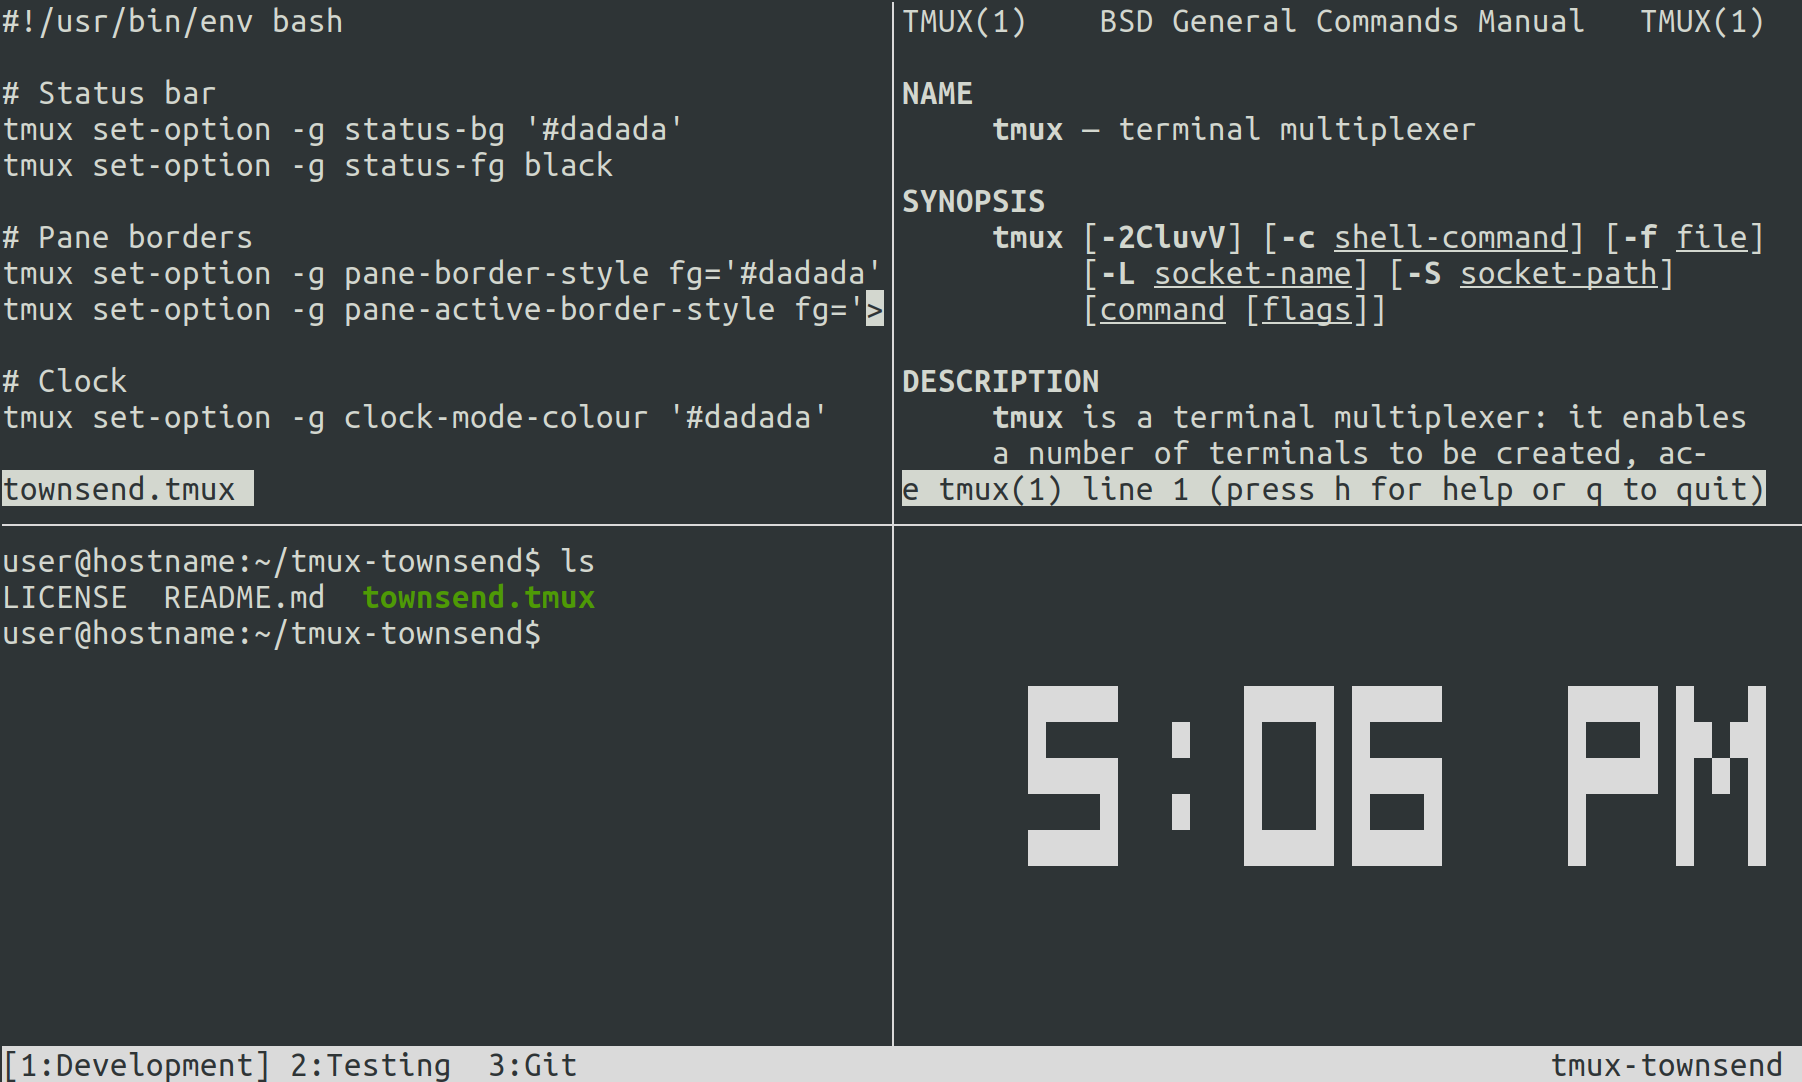 #!/usr/bin/env bash
# Status bar
tmux set-option -g status-bg '#dadada'
tmux set-option -g status-fg black
# Pane borders
tmux set-option -g pane-border-style fg='#dadada'
tmux set-option -g pane-active-border-style fg='>
# Clock
tmux set-option -g clock-mode-colour '#dadada'
townsend.tmux
TMUX(1)    BSD General Commands Manual   TMUX(1)
NAME
tmux — terminal multiplexer
SYNOPSIS
tmux [-2CluvV] [-c shell-command] [-f file]
[-L socket-name] [-S socket-path]
[command [flags]]
DESCRIPTION
tmux is a terminal multiplexer: it enables
a number of terminals to be created, ac‐
e tmux(1) line 1 (press h for help or q to quit)
user@hostname:~/tmux-townsend$ ls
LICENSE  README.md  townsend.tmux
user@hostname:~/tmux-townsend$
5:06 PM
[1:Development] 2:Testing  3:Git    tmux-townsend